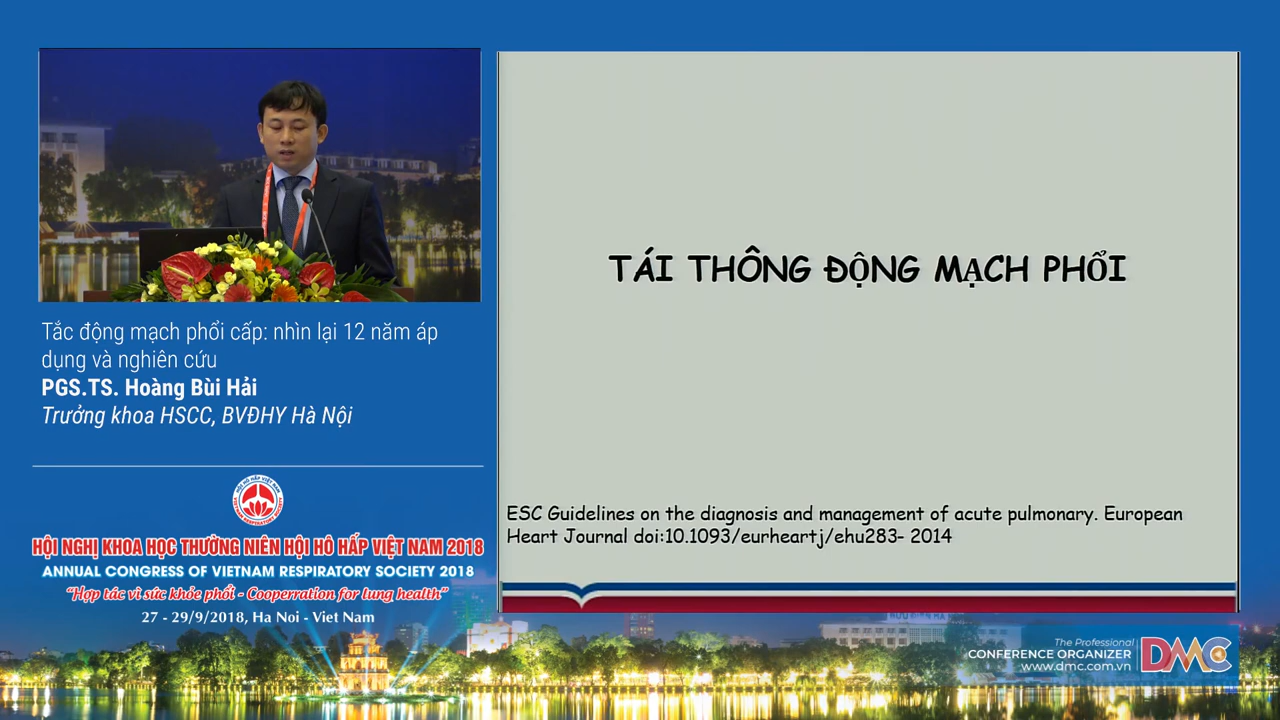 Tắc động mạch phổi cấp: nhìn lại 12 năm áp
dụng và nghiên cứu
PGS.TS. Hoàng Bùi Hải
Trưởng khoa HSCC, BVĐHY Hà Nội
HỘI NGHỊ KHOA HỌC THƯỜNG NIÊN HỘI HÔ HẤP VIỆT NAM 2018
ANNUAL CONGRESS OF VIETNAM RESPIRATORY SOCIETY 2018
“Hợp tác vì sức khỏe phổi - Cooperration for lung health”
27 - 29/9/2018, Ha Noi - Viet Nam
TÁI THÔNG ĐỘNG MẠCH PHỔI
ESC Guidelines on the diagnosis and management of acute pulmonary. European
Heart Journal doi:10.1093/eurheartj/ehu283- 2014
The Professional
CONFERENCE ORGANIZER
www.dmc.com.vn
DMC